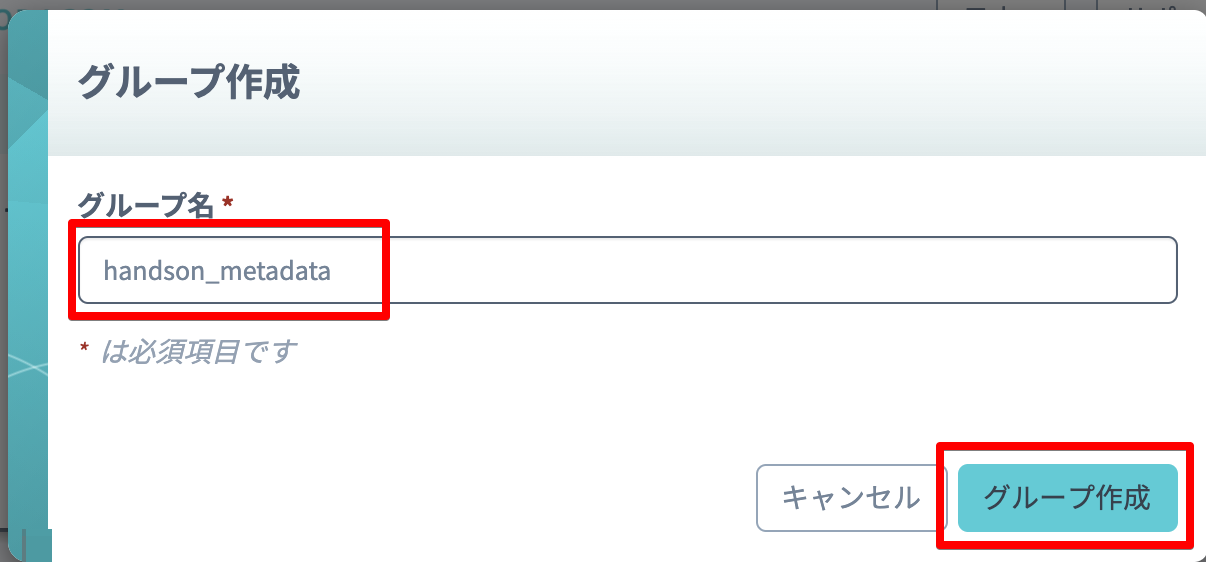 グループ作成
グループ名 *
handson_metadata
* は必須項目です
キャンセル
グループ作成